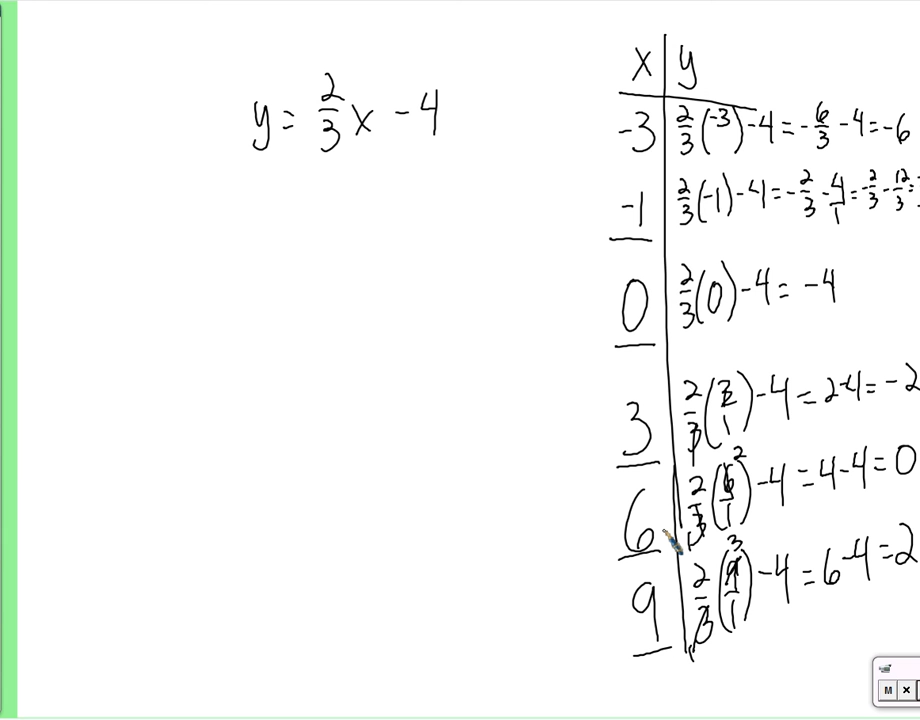 y = 2/3 x - 4
x | y
-3 | 2/3 (-3) - 4 = - 6/3 - 4 = -6
-1 | 2/3 (-1) - 4 = - 2/3 - 4/1 = - 2/3 - 12/3 =
0 | 2/3 (0) - 4 = -4
3 | 2/3 (3/1) - 4 = 2 - 4 = -2
6 | 2/3 (6/1) - 4 = 4 - 4 = 0
9 | 2/3 (9/1) - 4 = 6 - 4 = 2
M ×